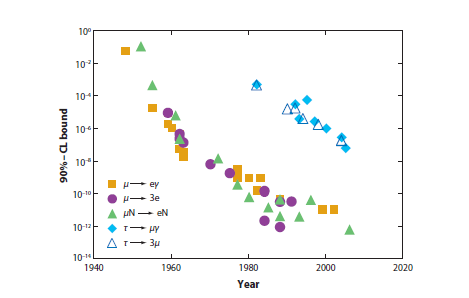 10⁰
10⁻²
10⁻⁴
10⁻⁶
10⁻⁸
10⁻¹⁰
10⁻¹²
10⁻¹⁴
90%–CL bound
μ → eγ
μ → 3e
μN → eN
τ → μγ
τ → 3μ
1940 1960 1980 2000 2020
Year